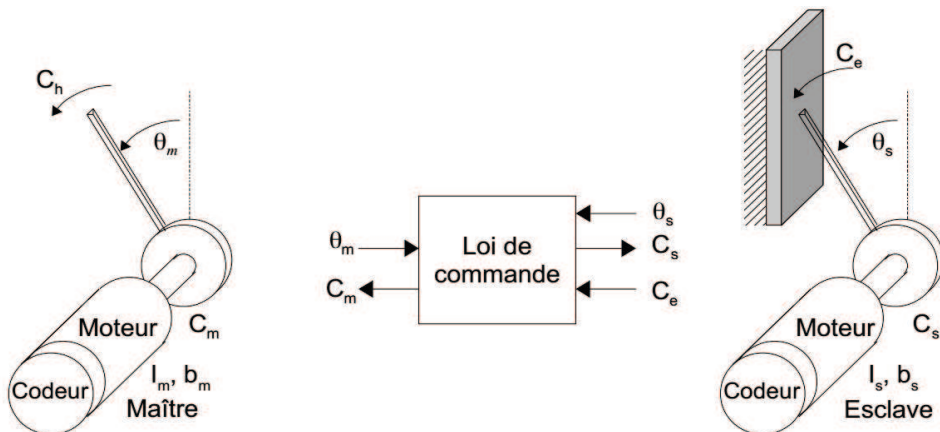 C_h
θ_m
Moteur
C_m
Codeur
I_m, b_m
Maître
θ_m
C_m
Loi de
commande
θ_s
C_s
C_e
C_e
θ_s
Moteur
C_s
Codeur
I_s, b_s
Esclave